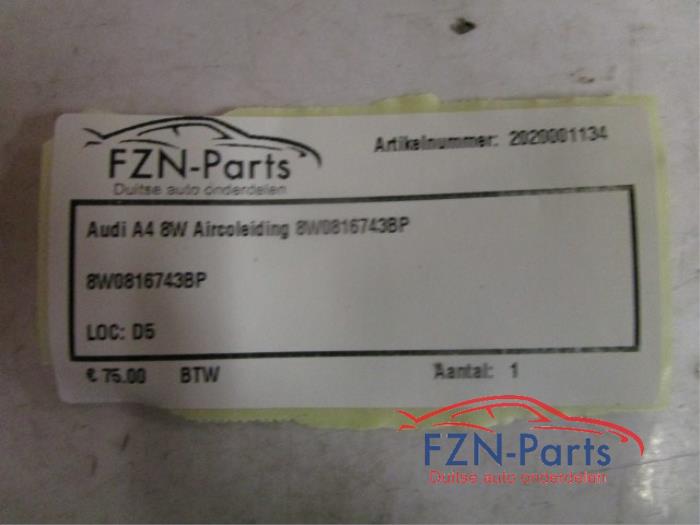 FZN-Parts
Duitse auto onderdelen
Artikelnummer: 2020001134
Audi A4 8W Aircoleiding 8W0816743BP
8W0816743BP
LOC: D5
€ 75.00 BTW Aantal: 1
FZN-Parts
Duitse auto onderdelen